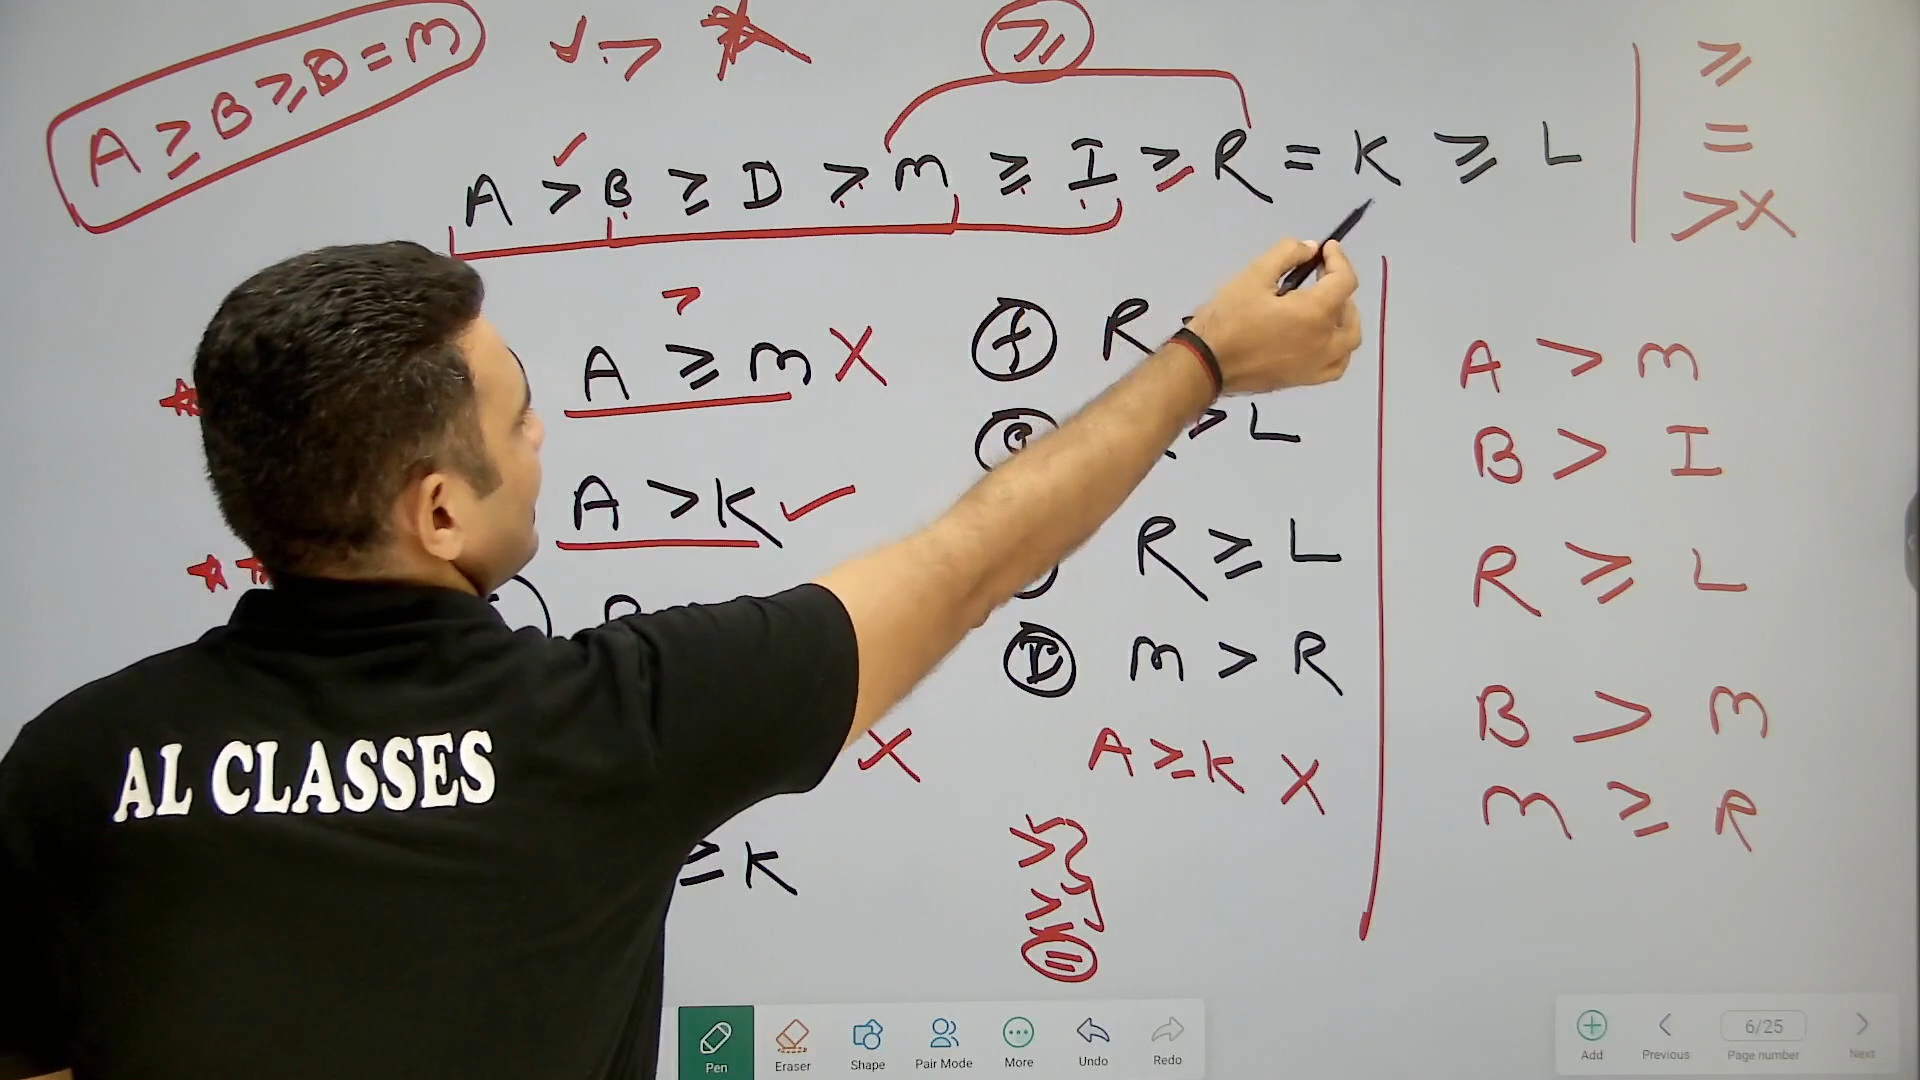 A ≥ B ≥ D = M
✓ >
≥
A > B ≥ D > M ≥ I ≥ R = K ≥ L
≥
=
> X
>
A ≥ M X
A > K ✓
≥ K
f R
> L
R ≥ L
M > R
X
A ≥ K X
>
≥
=
A > M
B > I
R ≥ L
B > M
M ≥ R
AL CLASSES
Pen
Eraser
Shape
Pair Mode
More
Undo
Redo
Add
Previous
6/25
Page number
Next